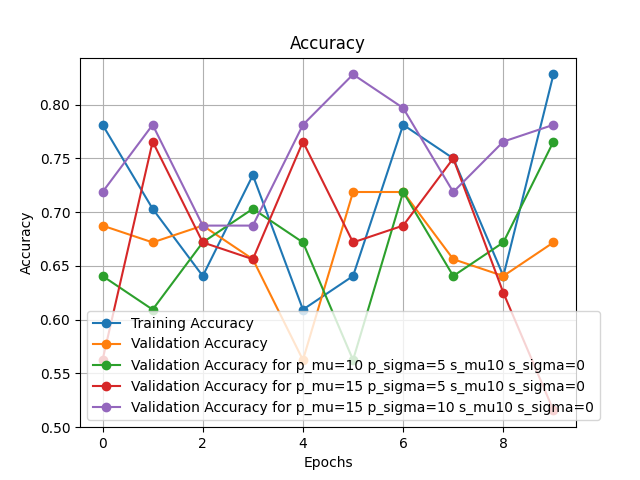 Accuracy
0.80
0.75
0.70
0.65
0.60
0.55
0.50
Accuracy
Training Accuracy
Validation Accuracy
Validation Accuracy for p_mu=10 p_sigma=5 s_mu10 s_sigma=0
Validation Accuracy for p_mu=15 p_sigma=5 s_mu10 s_sigma=0
Validation Accuracy for p_mu=15 p_sigma=10 s_mu10 s_sigma=0
0 2 4 6 8
Epochs